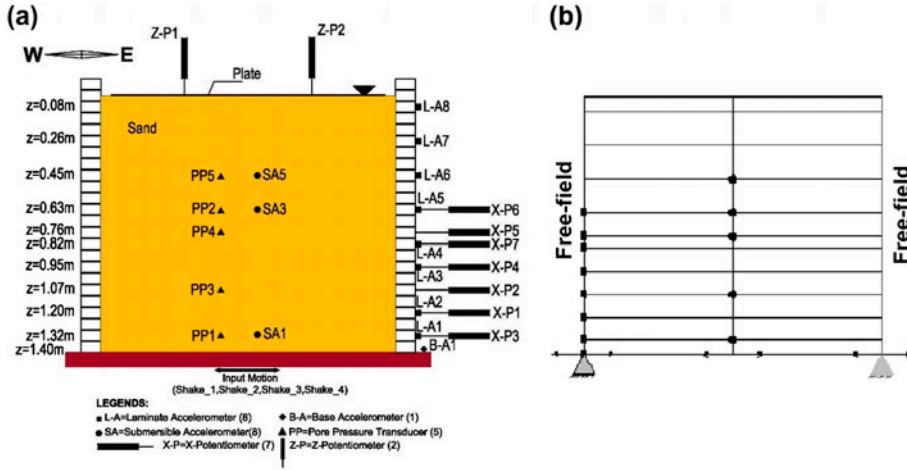 (a)
(b)
Z-P1
Z-P2
W
E
Plate
Sand
z=0.08m
L-A8
z=0.26m
L-A7
z=0.45m
PP5
SA5
L-A6
L-A5
z=0.63m
PP2
SA3
X-P6
z=0.76m
PP4
X-P5
z=0.82m
X-P7
L-A4
z=0.95m
X-P4
L-A3
z=1.07m
PP3
X-P2
L-A2
z=1.20m
X-P1
L-A1
z=1.32m
PP1
SA1
X-P3
z=1.40m
B-A1
Input Motion
(Shake_1,Shake_2,Shake_3,Shake_4)
LEGENDS:
L-A=Laminate Accelerometer (8)
B-A=Base Accelerometer (1)
SA=Submersible Accelerometer(8)
PP=Pore Pressure Transducer (5)
X-P=X-Potentiometer (7)
Z-P=Z-Potentiometer (2)
Free-field
Free-field